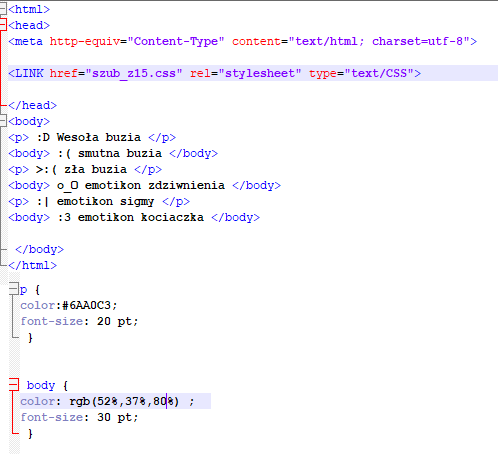 <html>
<head>
<meta http-equiv="Content-Type" content="text/html; charset=utf-8">
<LINK href="szub_z15.css" rel="stylesheet" type="text/CSS">
</head>
<body>
<p> :D Wesoła buzia </p>
<body> :( smutna buzia </body>
<p> >:( zła buzia </p>
<body> o_O emotikon zdziwnienia </body>
<p> :| emotikon sigmy </p>
<body> :3 emotikon kociaczka </body>
</body>
</html>
p {
color:#6AA0C3;
font-size: 20 pt;
}
body {
color: rgb(52%,37%,80%) ;
font-size: 30 pt;
}